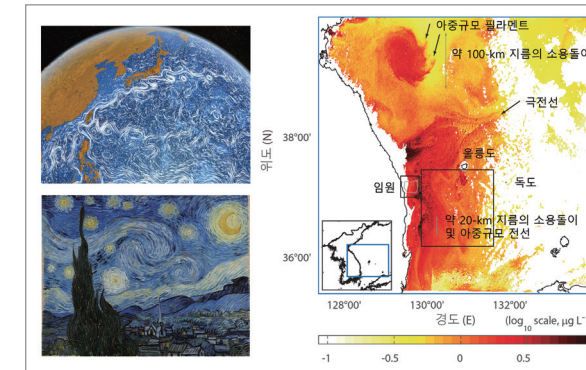 아중규모 필라멘트
약 100-km 지름의 소용돌이
극전선
38°00'
위도 (N)
울릉도
임원
독도
약 20-km 지름의 소용돌이
및 아중규모 전선
36°00'
128°00'
130°00'
132°00'
경도 (E)
(log10 scale, μg L-
-1
-0.5
0
0.5